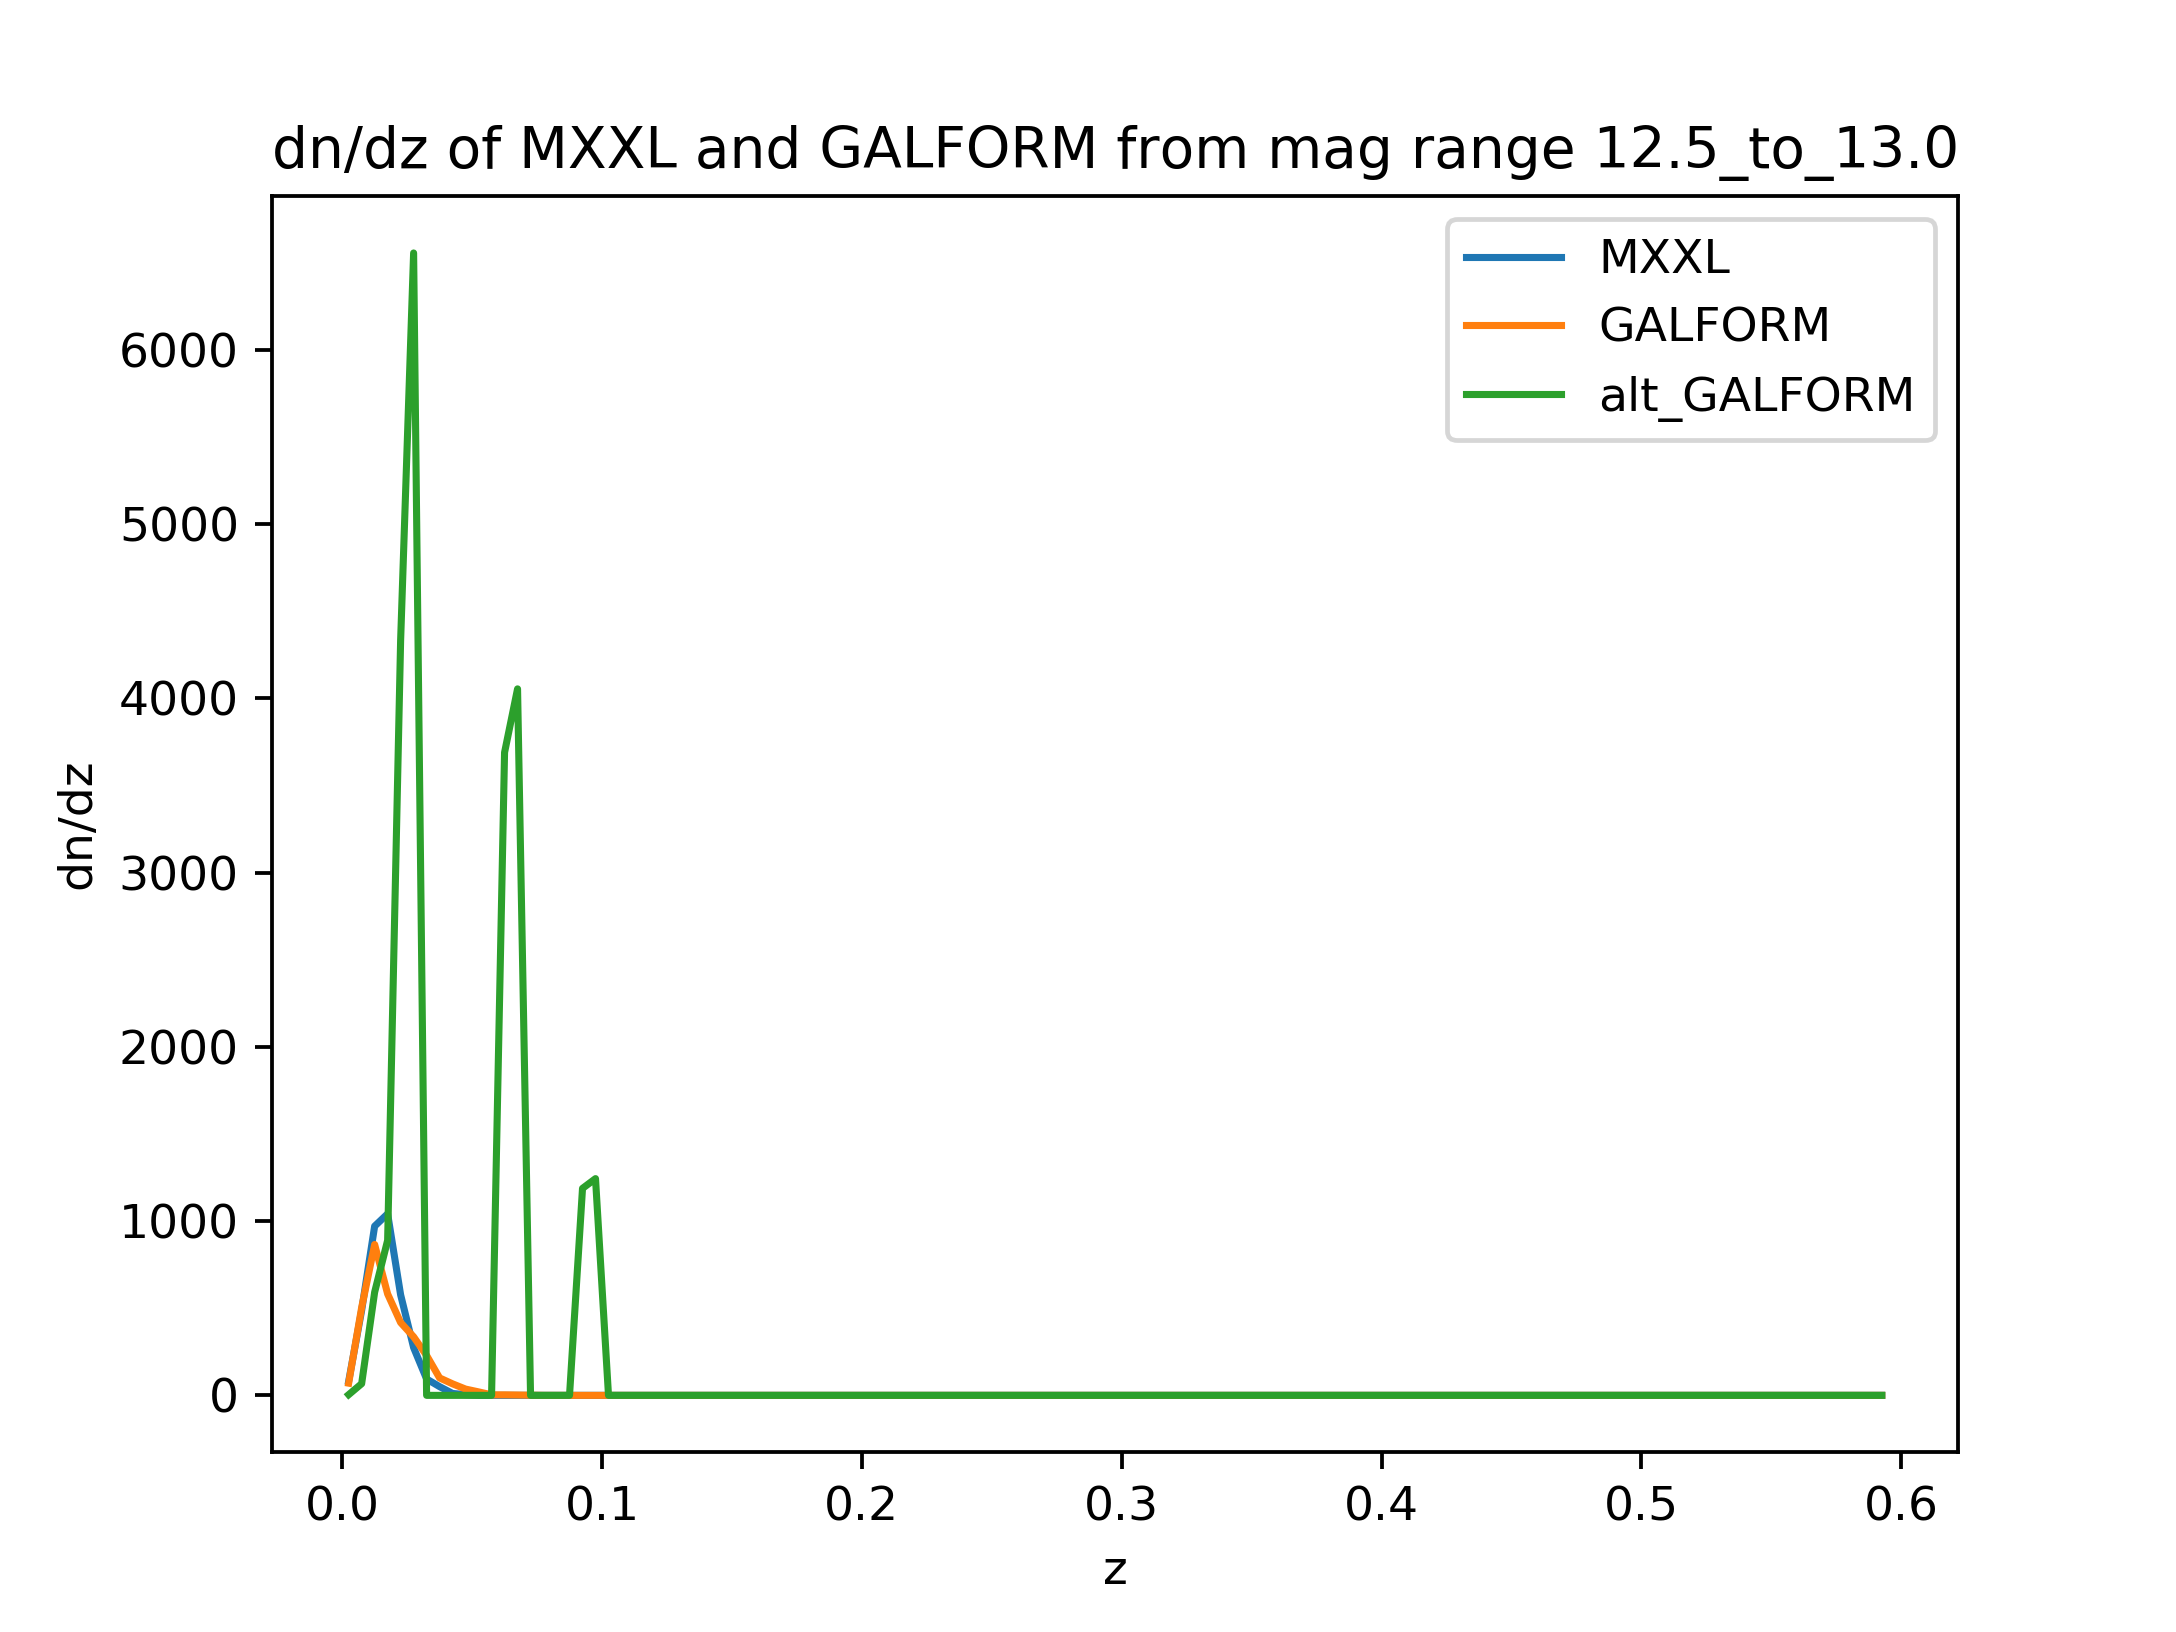 dn/dz of MXXL and GALFORM from mag range 12.5_to_13.0
MXXL
GALFORM
alt_GALFORM
6000
5000
4000
3000
2000
1000
0
dn/dz
0.0 0.1 0.2 0.3 0.4 0.5 0.6
z